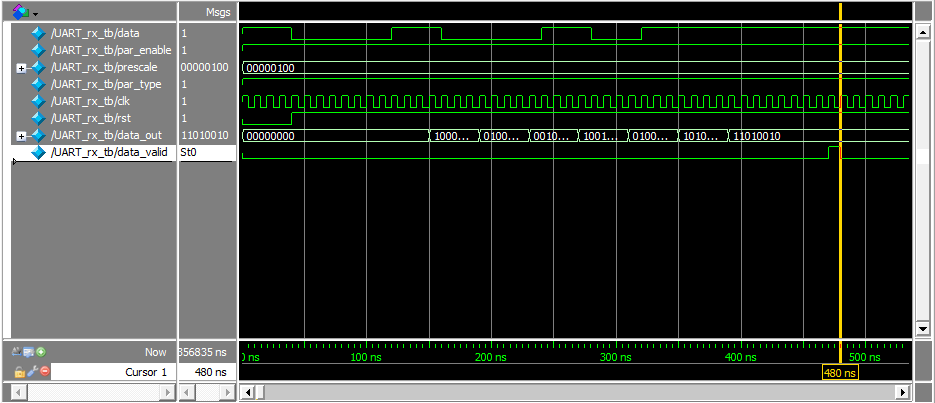 Msgs
/UART_rx_tb/data 1
/UART_rx_tb/par_enable 1
/UART_rx_tb/prescale 00000100 00000100
/UART_rx_tb/par_type 1
/UART_rx_tb/clk 1
/UART_rx_tb/rst 1
/UART_rx_tb/data_out 11010010 00000000 1000... 0100... 0010... 1001... 0100... 1010... 11010010
/UART_rx_tb/data_valid St0
Now 356835 ns 0 ns 100 ns 200 ns 300 ns 400 ns 500 ns
Cursor 1 480 ns 480 ns